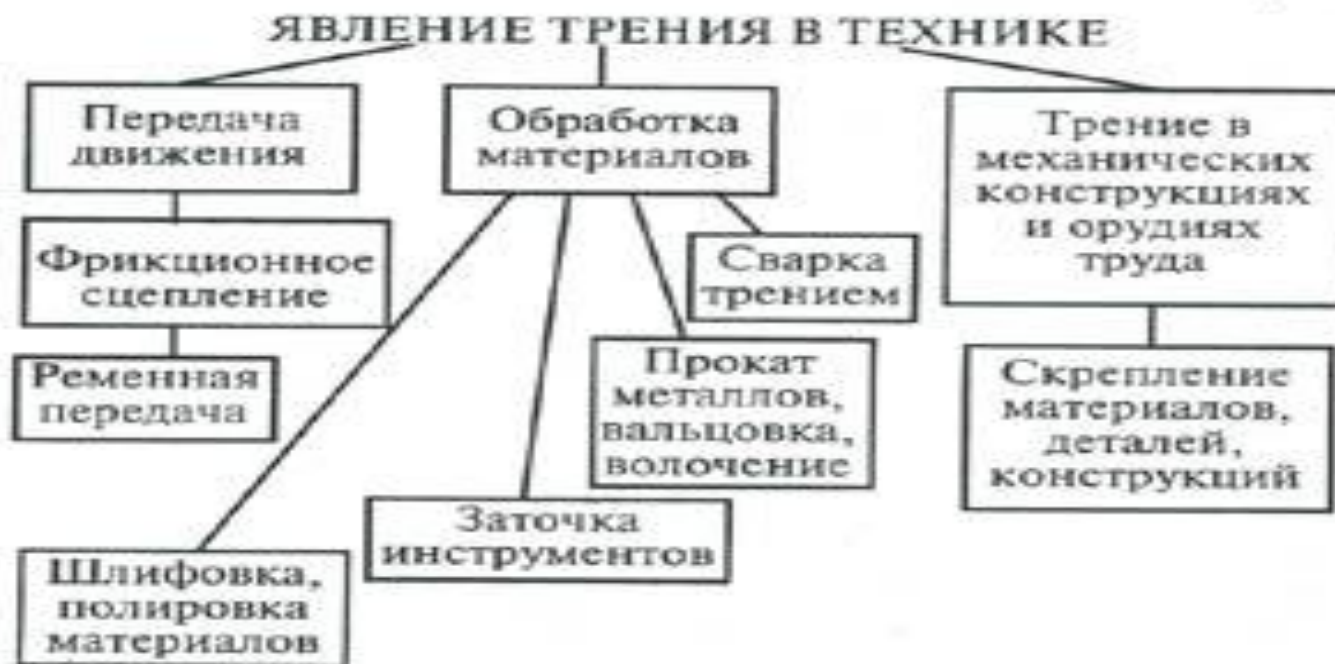 ЯВЛЕНИЕ ТРЕНИЯ В ТЕХНИКЕ
Передача
движения
Фрикционное
сцепление
Ременная
передача
Обработка
материалов
Шлифовка,
полировка
материалов
Заточка
инструментов
Прокат
металлов,
вальцовка,
волочение
Сварка
трением
Трение в
механических
конструкциях
и орудиях
труда
Скрепление
материалов,
деталей,
конструкций